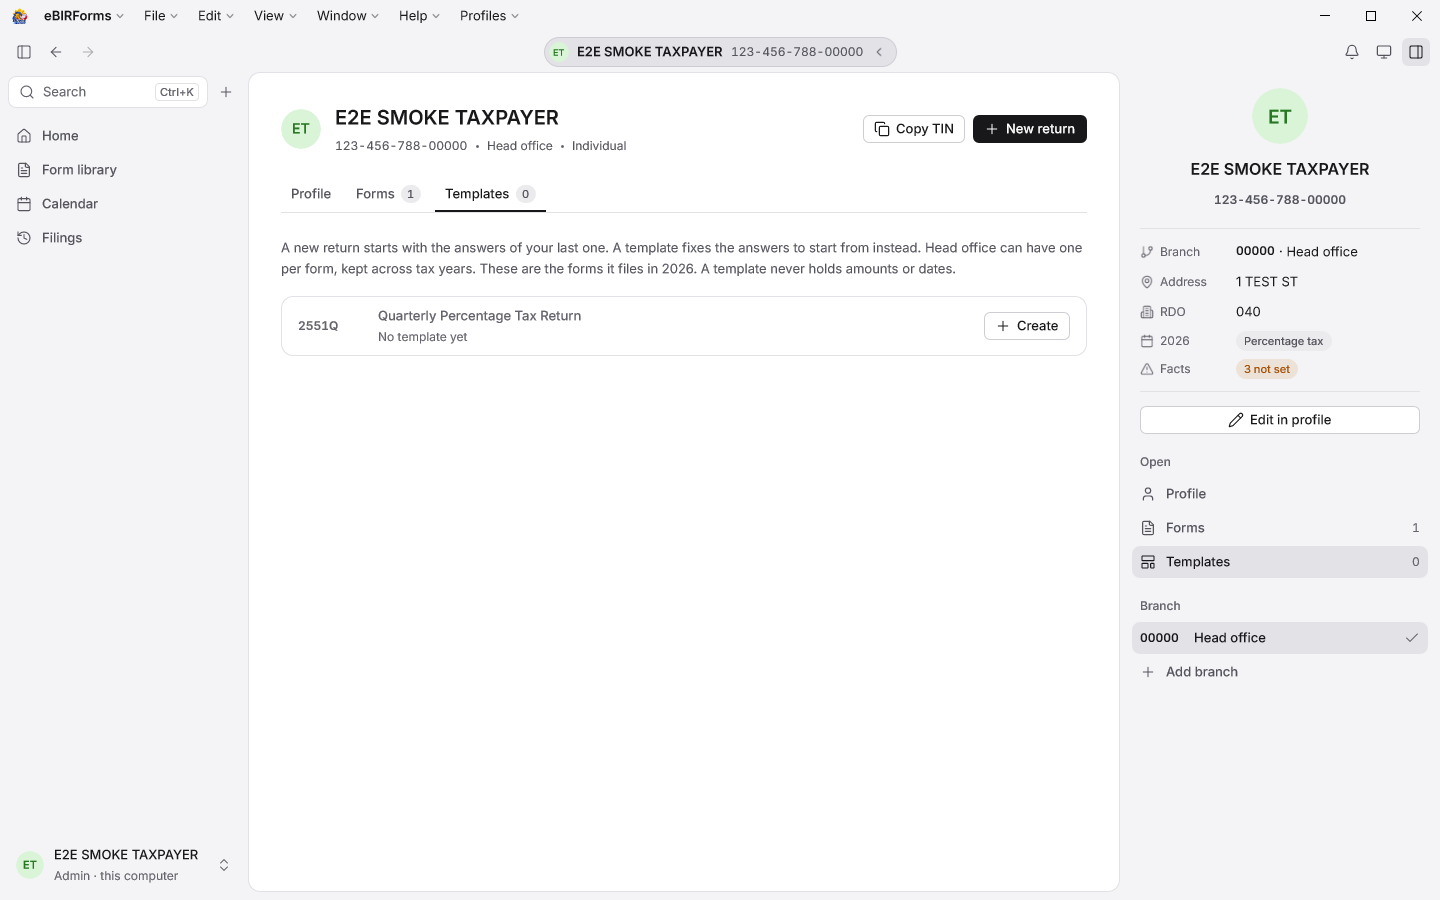 eBIRForms File Edit View Window Help Profiles
ET E2E SMOKE TAXPAYER 123-456-788-00000
Search Ctrl+K
Home
Form library
Calendar
Filings
ET E2E SMOKE TAXPAYER
Admin · this computer
ET
E2E SMOKE TAXPAYER
123-456-788-00000 • Head office • Individual
Copy TIN
New return
Profile Forms 1 Templates 0
A new return starts with the answers of your last one. A template fixes the answers to start from instead. Head office can have one
per form, kept across tax years. These are the forms it files in 2026. A template never holds amounts or dates.
2551Q
Quarterly Percentage Tax Return
No template yet
Create
ET
E2E SMOKE TAXPAYER
123-456-788-00000
Branch 00000 · Head office
Address 1 TEST ST
RDO 040
2026 Percentage tax
Facts 3 not set
Edit in profile
Open
Profile
Forms 1
Templates 0
Branch
00000 Head office
Add branch